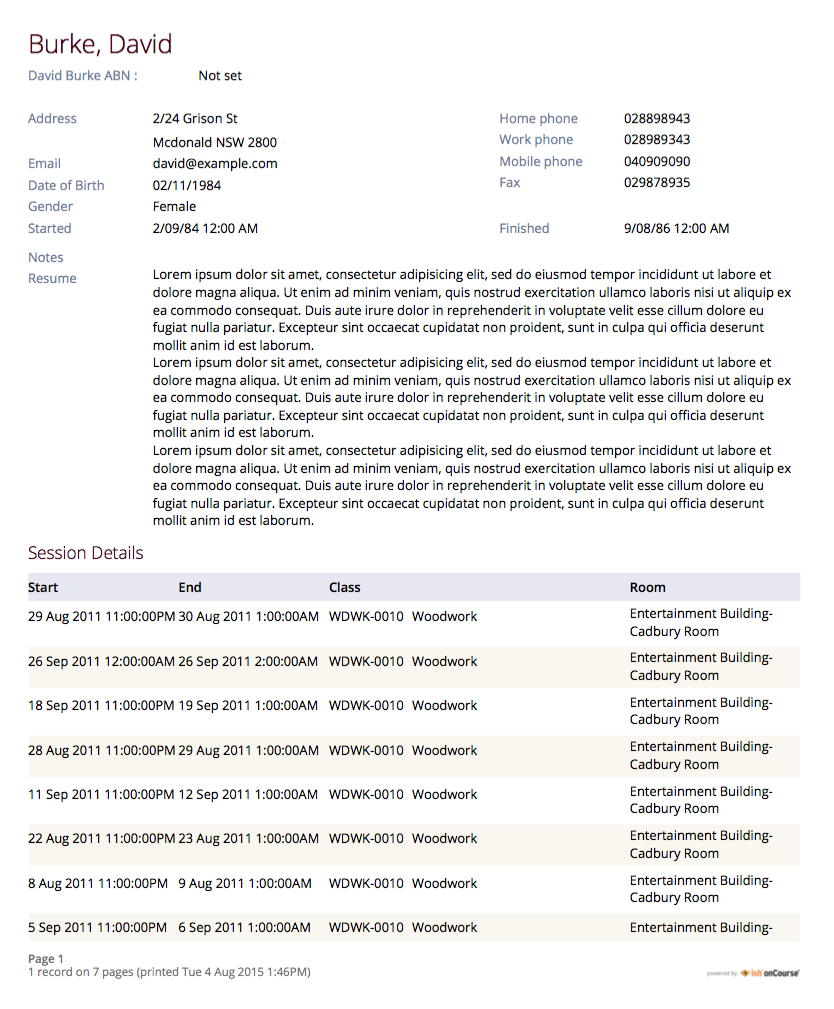 Burke, David
David Burke ABN : Not set
Address 2/24 Grison St Home phone 028898943
Mcdonald NSW 2800 Work phone 028989343
Email david@example.com Mobile phone 040909090
Date of Birth 02/11/1984 Fax 029878935
Gender Female
Started 2/09/84 12:00 AM Finished 9/08/86 12:00 AM
Notes
Resume Lorem ipsum dolor sit amet, consectetur adipisicing elit, sed do eiusmod tempor incididunt ut labore et
dolore magna aliqua. Ut enim ad minim veniam, quis nostrud exercitation ullamco laboris nisi ut aliquip ex
ea commodo consequat. Duis aute irure dolor in reprehenderit in voluptate velit esse cillum dolore eu
fugiat nulla pariatur. Excepteur sint occaecat cupidatat non proident, sunt in culpa qui officia deserunt
mollit anim id est laborum.
Lorem ipsum dolor sit amet, consectetur adipisicing elit, sed do eiusmod tempor incididunt ut labore et
dolore magna aliqua. Ut enim ad minim veniam, quis nostrud exercitation ullamco laboris nisi ut aliquip ex
ea commodo consequat. Duis aute irure dolor in reprehenderit in voluptate velit esse cillum dolore eu
fugiat nulla pariatur. Excepteur sint occaecat cupidatat non proident, sunt in culpa qui officia deserunt
mollit anim id est laborum.
Lorem ipsum dolor sit amet, consectetur adipisicing elit, sed do eiusmod tempor incididunt ut labore et
dolore magna aliqua. Ut enim ad minim veniam, quis nostrud exercitation ullamco laboris nisi ut aliquip ex
ea commodo consequat. Duis aute irure dolor in reprehenderit in voluptate velit esse cillum dolore eu
fugiat nulla pariatur. Excepteur sint occaecat cupidatat non proident, sunt in culpa qui officia deserunt
mollit anim id est laborum.
Session Details
Start End Class Room
29 Aug 2011 11:00:00PM 30 Aug 2011 1:00:00AM WDWK-0010 Woodwork Entertainment Building-
Cadbury Room
26 Sep 2011 12:00:00AM 26 Sep 2011 2:00:00AM WDWK-0010 Woodwork Entertainment Building-
Cadbury Room
18 Sep 2011 11:00:00PM 19 Sep 2011 1:00:00AM WDWK-0010 Woodwork Entertainment Building-
Cadbury Room
28 Aug 2011 11:00:00PM 29 Aug 2011 1:00:00AM WDWK-0010 Woodwork Entertainment Building-
Cadbury Room
11 Sep 2011 11:00:00PM 12 Sep 2011 1:00:00AM WDWK-0010 Woodwork Entertainment Building-
Cadbury Room
22 Aug 2011 11:00:00PM 23 Aug 2011 1:00:00AM WDWK-0010 Woodwork Entertainment Building-
Cadbury Room
8 Aug 2011 11:00:00PM 9 Aug 2011 1:00:00AM WDWK-0010 Woodwork Entertainment Building-
Cadbury Room
5 Sep 2011 11:00:00PM 6 Sep 2011 1:00:00AM WDWK-0010 Woodwork Entertainment Building-
Page 1
1 record on 7 pages (printed Tue 4 Aug 2015 1:46PM) powered by ish onCourse